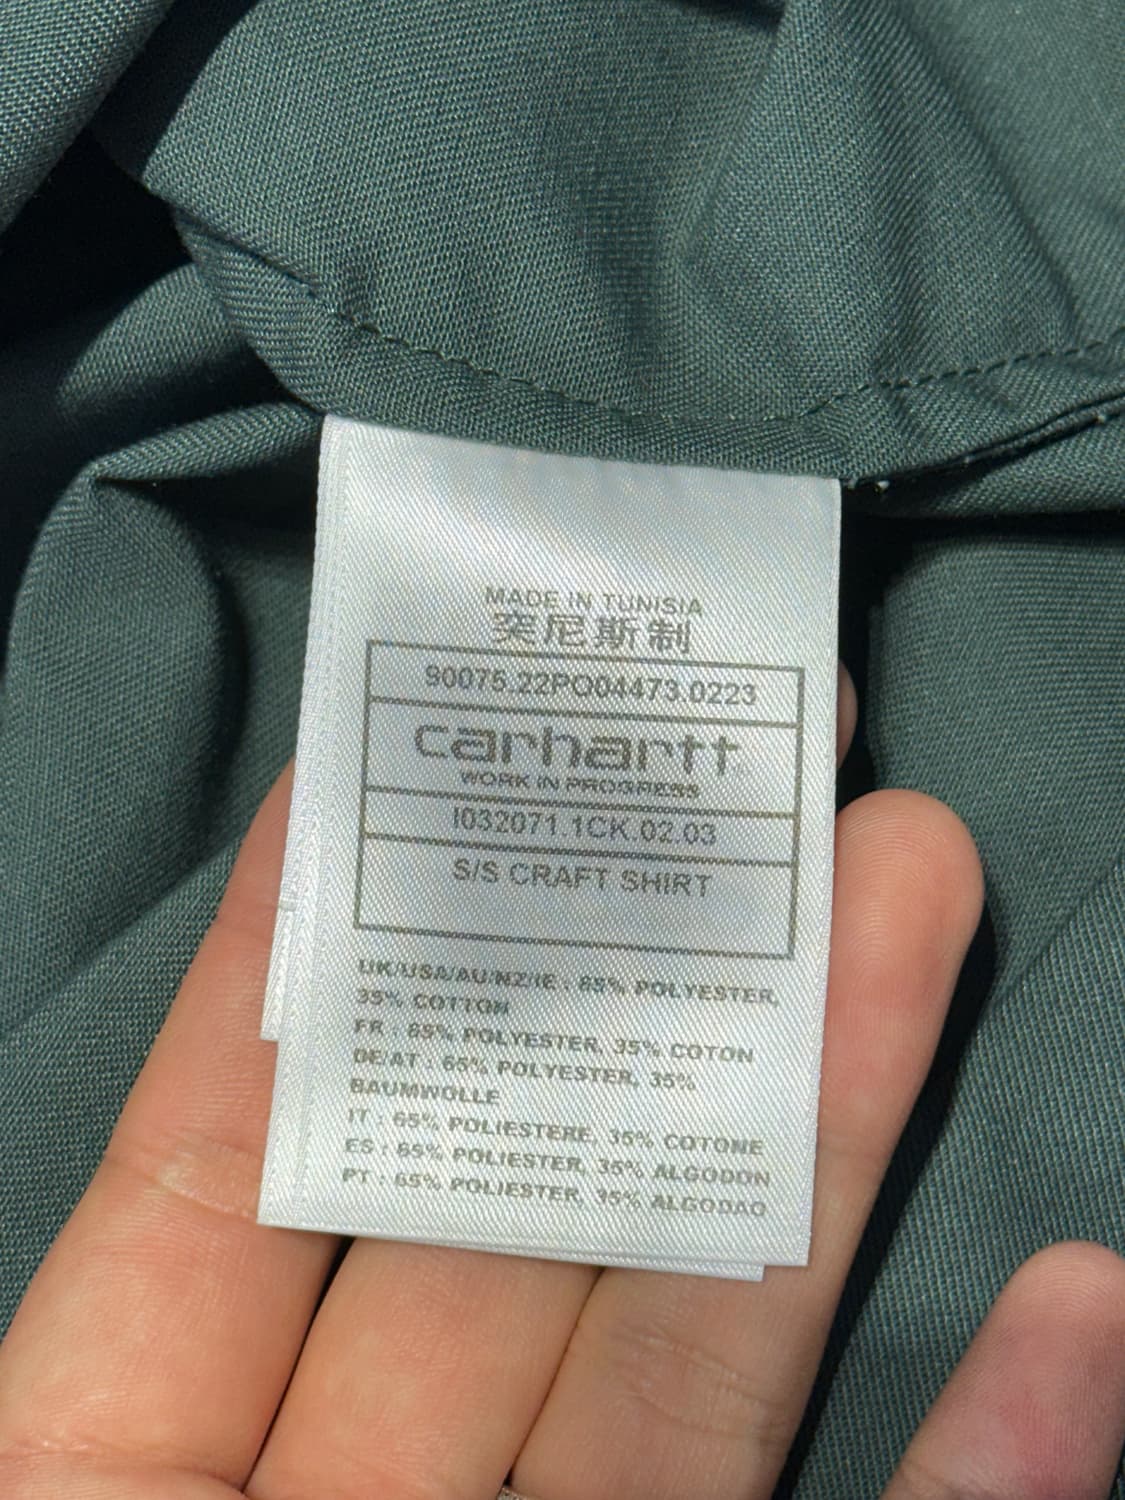 MADE IN TUNISIA
突尼斯制
90075.22PO04473.0223
carhartt
WORK IN PROGRESS
I032071.1CK.02.03
S/S CRAFT SHIRT
UK/USA/AU/NZ/IE : 65% POLYESTER,
35% COTTON
FR : 65% POLYESTER, 35% COTON
DE/AT : 65% POLYESTER, 35%
BAUMWOLLE
IT : 65% POLIESTERE, 35% COTONE
ES : 65% POLIESTER, 35% ALGODON
PT : 65% POLIESTER, 35% ALGODAO